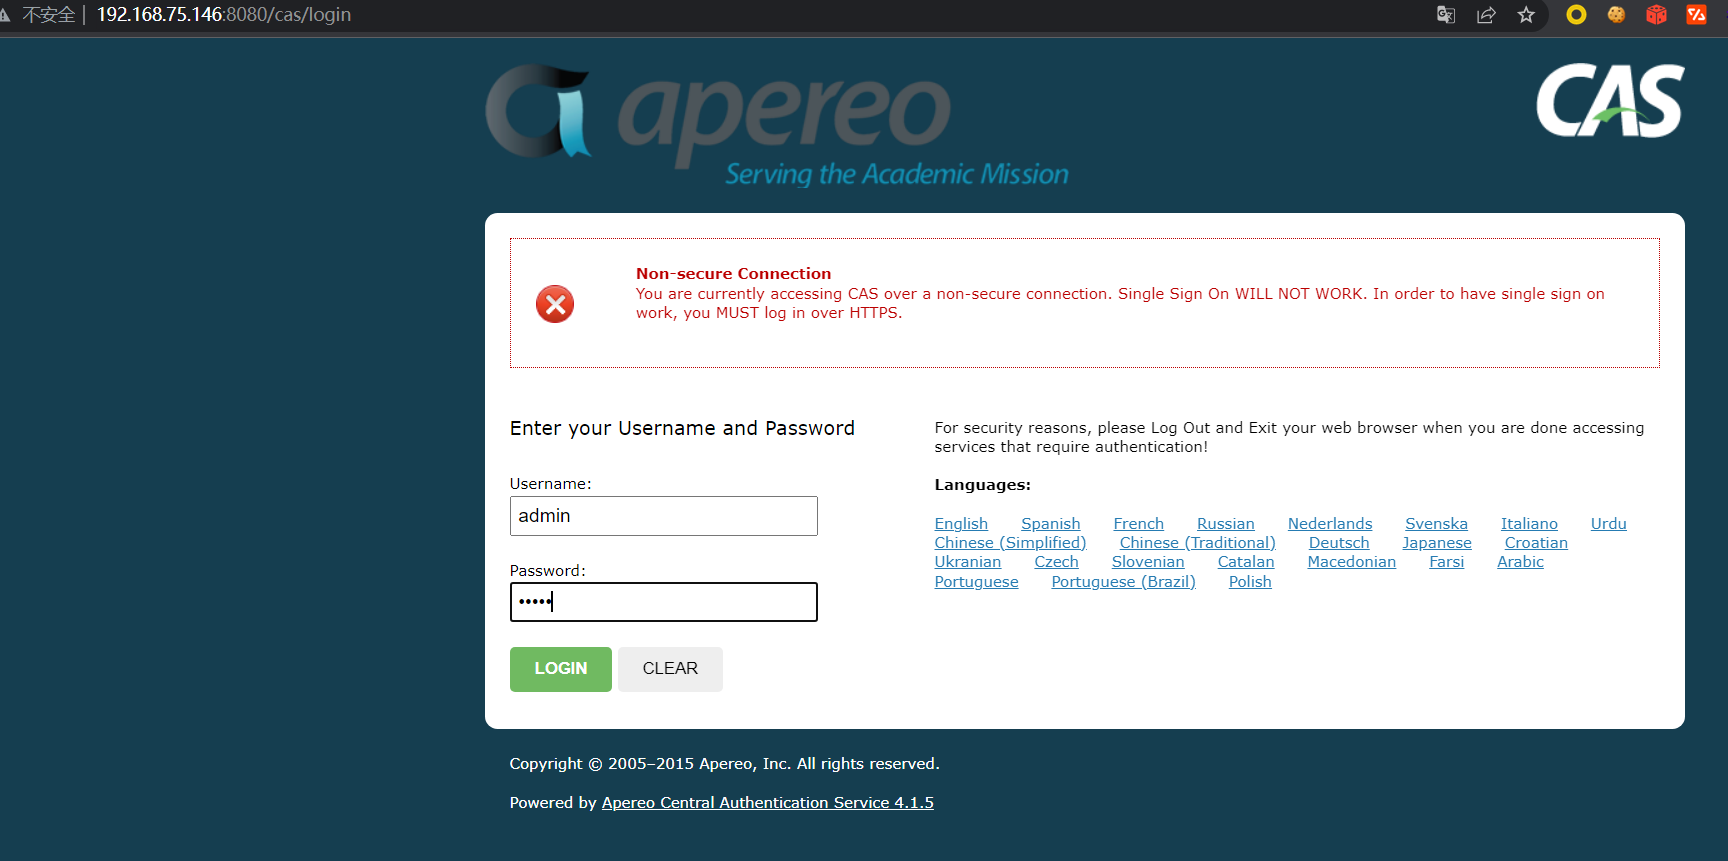 不安全 192.168.75.146:8080/cas/login
apereo
Serving the Academic Mission
CAS
Non-secure Connection
You are currently accessing CAS over a non-secure connection. Single Sign On WILL NOT WORK. In order to have single sign on
work, you MUST log in over HTTPS.
Enter your Username and Password
Username:
admin
Password:
•••••
LOGIN CLEAR
For security reasons, please Log Out and Exit your web browser when you are done accessing
services that require authentication!
Languages:
English Spanish French Russian Nederlands Svenska Italiano Urdu
Chinese (Simplified) Chinese (Traditional) Deutsch Japanese Croatian
Ukranian Czech Slovenian Catalan Macedonian Farsi Arabic
Portuguese Portuguese (Brazil) Polish
Copyright © 2005–2015 Apereo, Inc. All rights reserved.
Powered by Apereo Central Authentication Service 4.1.5